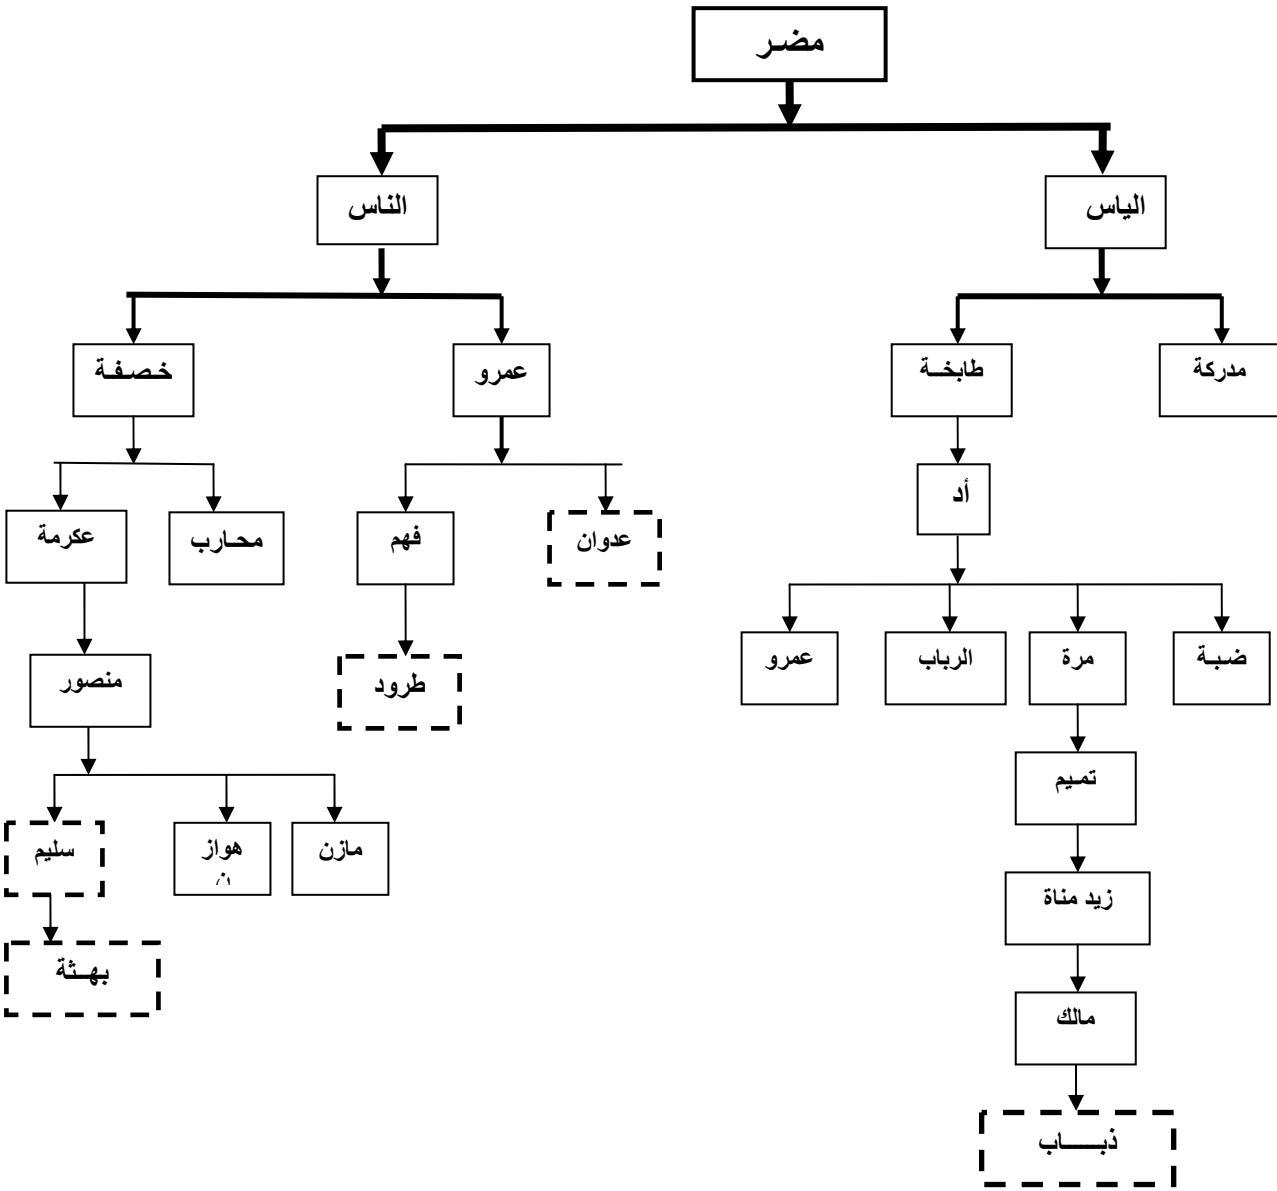 مضر
الياس
الناس
مدركة
طابخة
عمرو
خصفة
أد
عدوان
فهم
محارب
عكرمة
ضبة
مرة
الرباب
عمرو
طرود
منصور
تميم
مازن
هواز
ن
سليم
زيد مناة
بهثة
مالك
ذباب